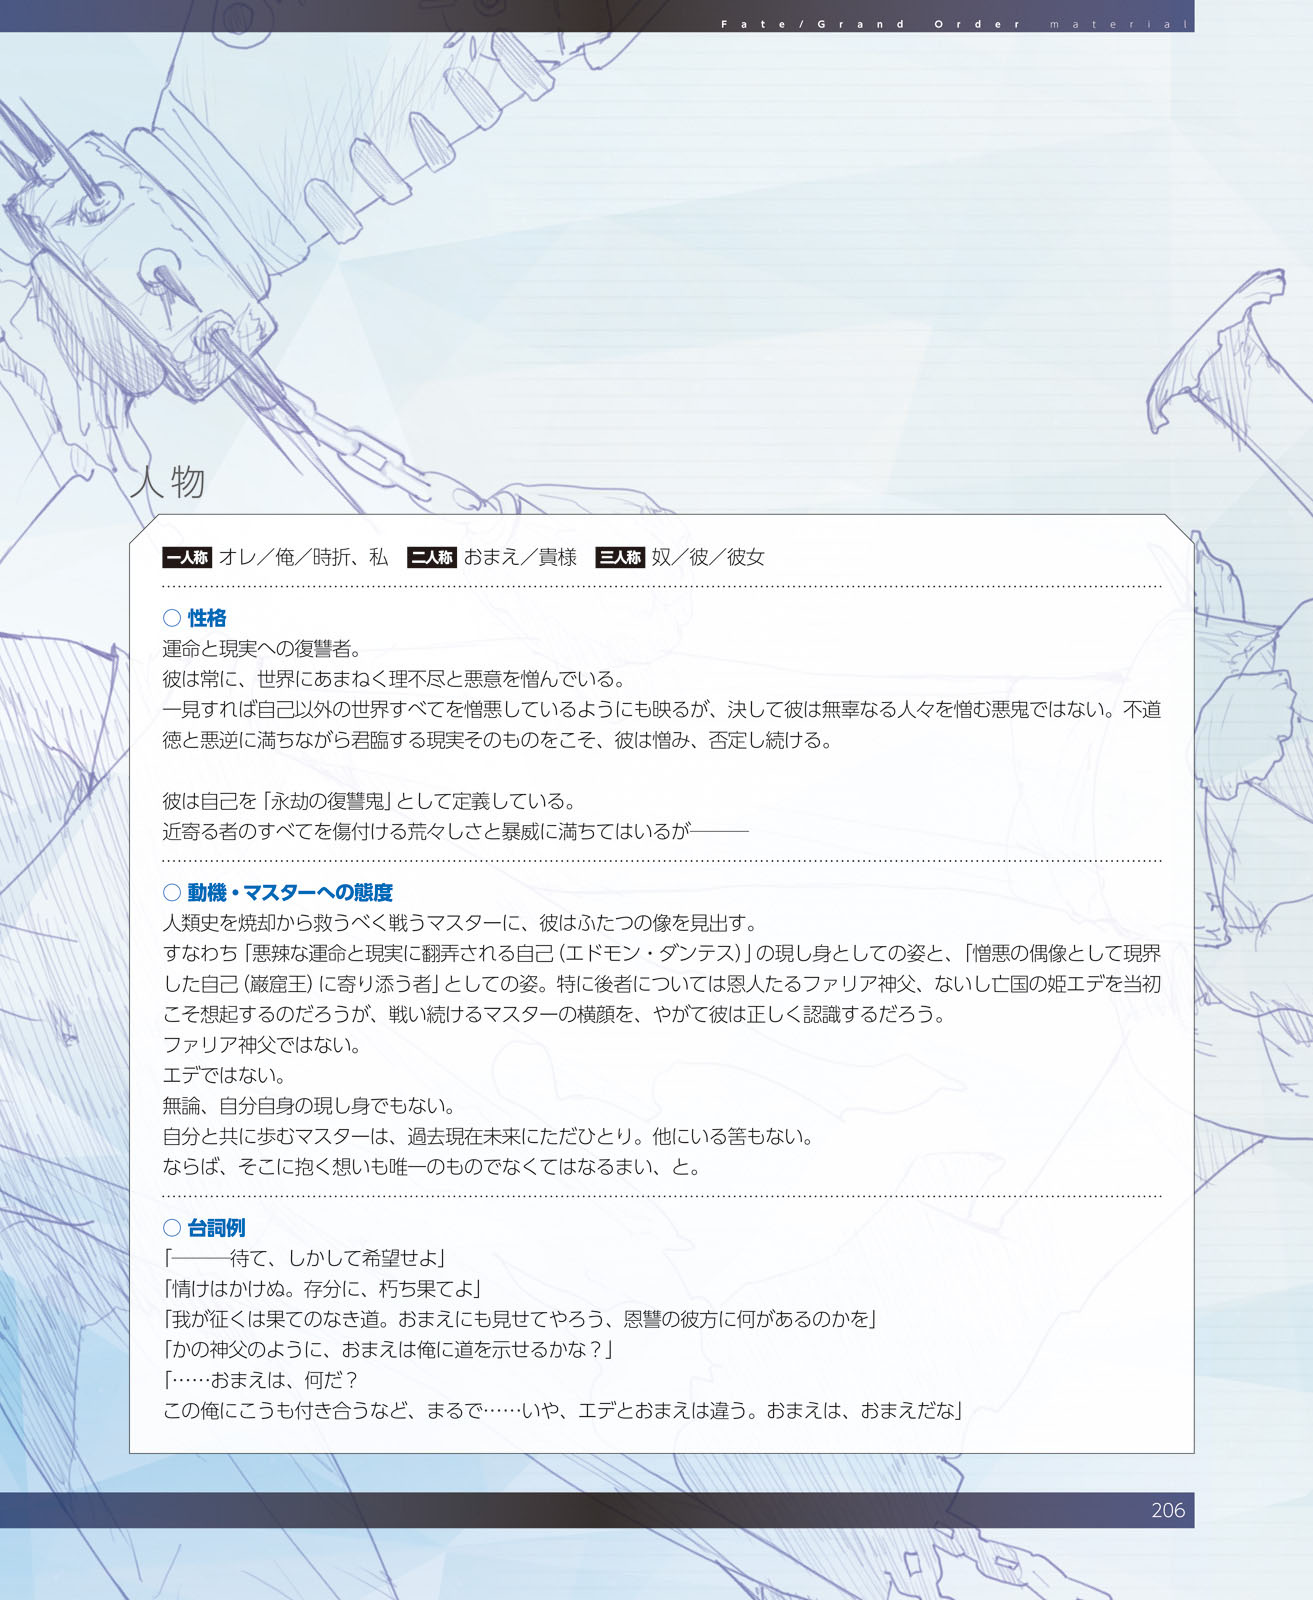 Fate/Grand Order material
人物
一人称 オレ／俺／時折、私 二人称 おまえ／貴様 三人称 奴／彼／彼女
○ 性格
運命と現実への復讐者。
彼は常に、世界にあまねく理不尽と悪意を憎んでいる。
一見すれば自己以外の世界すべてを憎悪しているようにも映るが、決して彼は無辜なる人々を憎む悪鬼ではない。不道
徳と悪逆に満ちながら君臨する現実そのものをこそ、彼は憎み、否定し続ける。
彼は自己を「永劫の復讐鬼」として定義している。
近寄る者のすべてを傷付ける荒々しさと暴威に満ちてはいるが―――
○ 動機・マスターへの態度
人類史を焼却から救うべく戦うマスターに、彼はふたつの像を見出す。
すなわち「悪辣な運命と現実に翻弄される自己（エドモン・ダンテス）」の現し身としての姿と、「憎悪の偶像として現界
した自己（巌窟王）に寄り添う者」としての姿。特に後者については恩人たるファリア神父、ないし亡国の姫エデを当初
こそ想起するのだろうが、戦い続けるマスターの横顔を、やがて彼は正しく認識するだろう。
ファリア神父ではない。
エデではない。
無論、自分自身の現し身でもない。
自分と共に歩むマスターは、過去現在未来にただひとり。他にいる筈もない。
ならば、そこに抱く想いも唯一のものでなくてはなるまい、と。
○ 台詞例
「―――待て、しかして希望せよ」
「情けはかけぬ。存分に、朽ち果てよ」
「我が征くは果てのなき道。おまえにも見せてやろう、恩讐の彼方に何があるのかを」
「かの神父のように、おまえは俺に道を示せるかな？」
「……おまえは、何だ？
この俺にこうも付き合うなど、まるで……いや、エデとおまえは違う。おまえは、おまえだな」
206